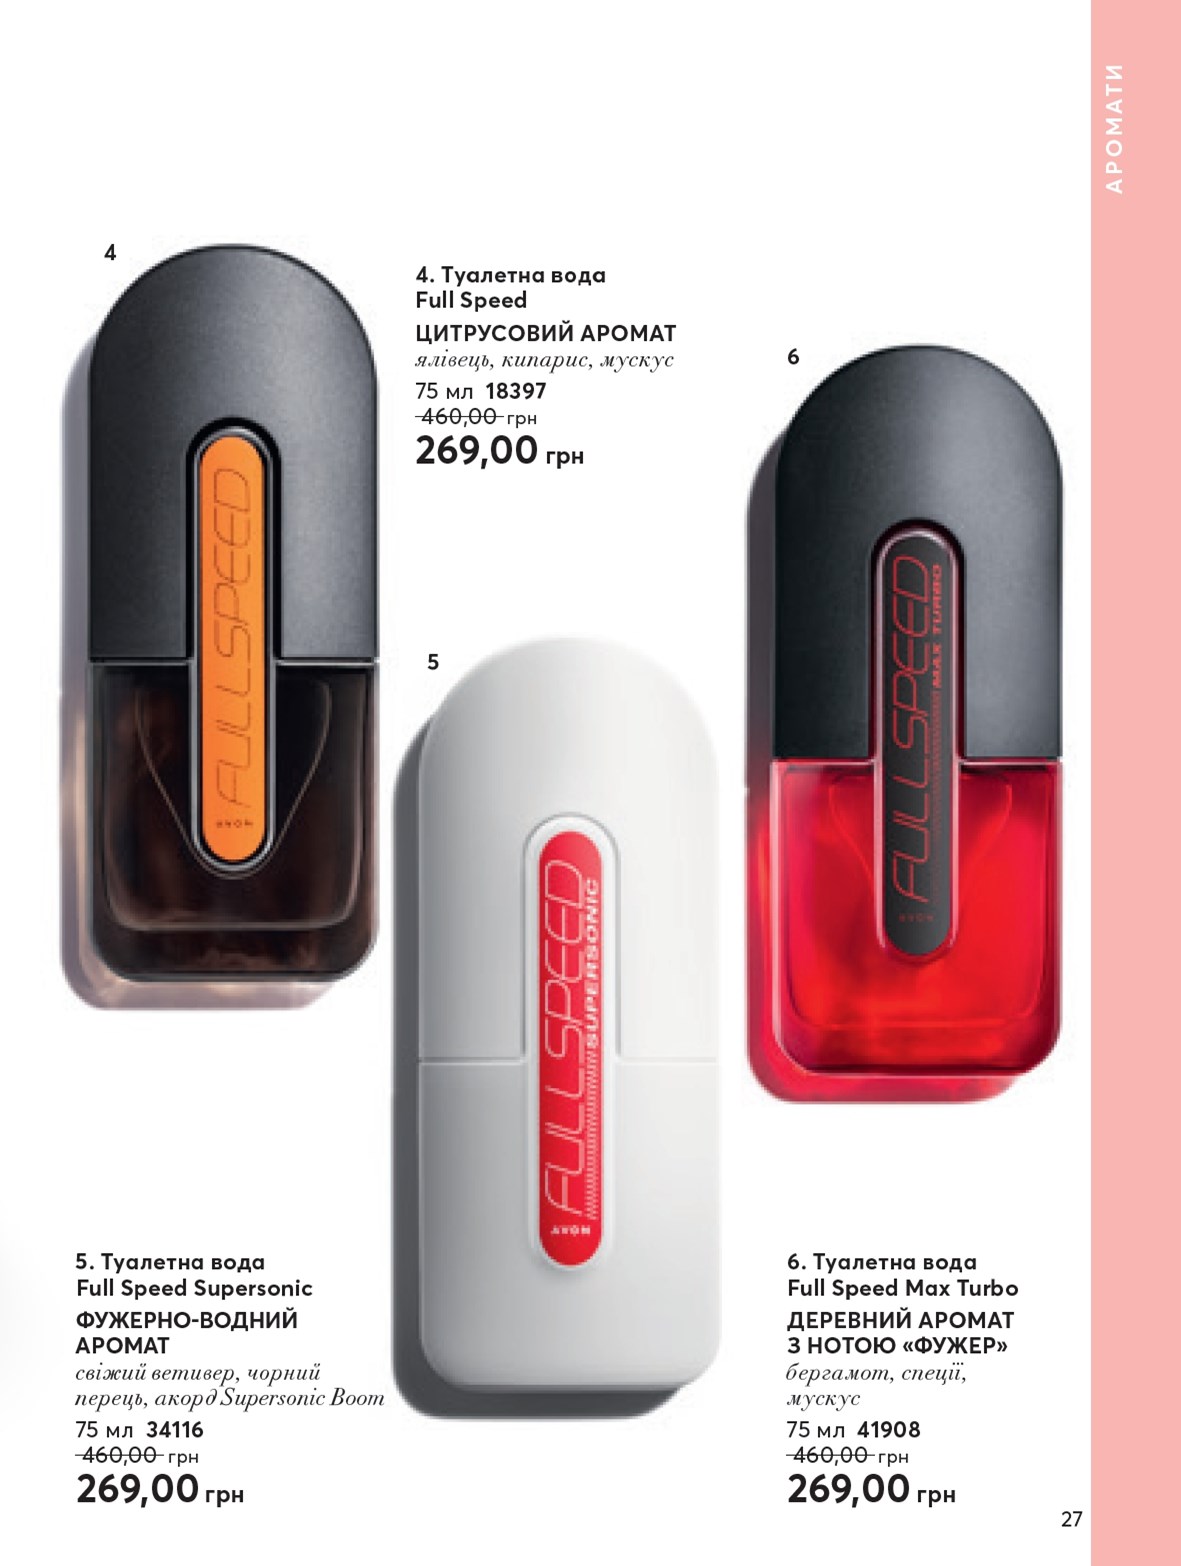 АРОМАТИ
4
4. Туалетна вода
Full Speed
ЦИТРУСОВИЙ АРОМАТ
ялівець, кипарис, мускус
75 мл 18397
460,00 грн
269,00 грн
6
FULL SPEED
AVON
FULL SPEED
MAX TURBO
AVON
5
FULL SPEED
SUPERSONIC
AVON
5. Туалетна вода
Full Speed Supersonic
ФУЖЕРНО-ВОДНИЙ
АРОМАТ
свіжий ветивер, чорний
перець, акорд Supersonic Boom
75 мл 34116
460,00 грн
269,00 грн
6. Туалетна вода
Full Speed Max Turbo
ДЕРЕВНИЙ АРОМАТ
З НОТОЮ «ФУЖЕР»
бергамот, спеції,
мускус
75 мл 41908
460,00 грн
269,00 грн
27